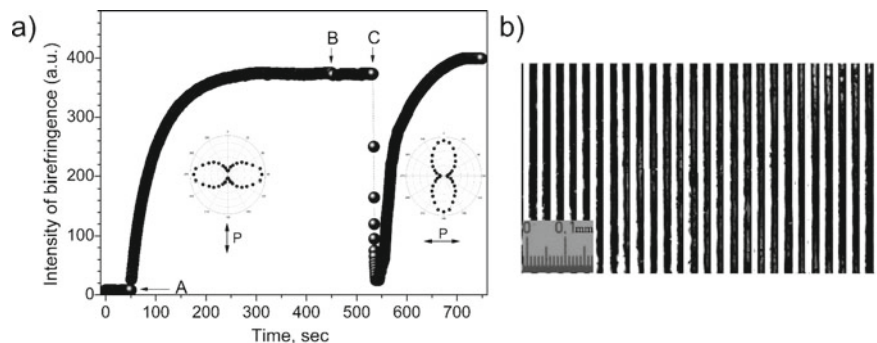 a)
Intensity of birefringence (a.u.)
400
300
200
100
0
B
C
A
P
P
0 100 200 300 400 500 600 700
Time, sec
b)
0 0.1mm